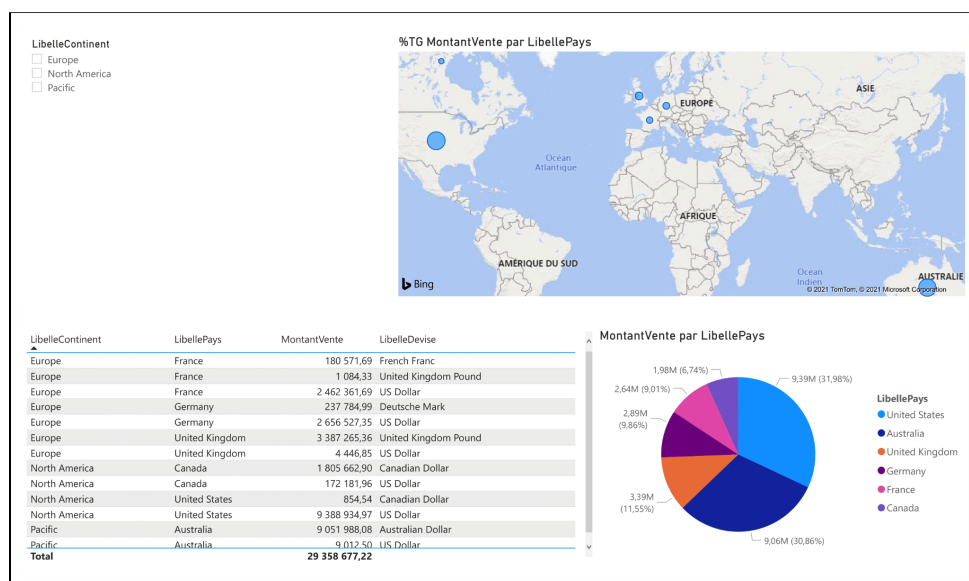 LibelleContinent
Europe
North America
Pacific
%TG MontantVente par LibellePays
ASIE
EUROPE
Océan
Atlantique
AFRIQUE
AMÉRIQUE DU SUD
Océan
Indien
AUSTRALIE
Bing
© 2021 TomTom, © 2021 Microsoft Corporation
LibelleContinent LibellePays MontantVente LibelleDevise
Europe France 180 571,69 French Franc
Europe France 1 084,33 United Kingdom Pound
Europe France 2 462 361,69 US Dollar
Europe Germany 237 784,99 Deutsche Mark
Europe Germany 2 656 527,35 US Dollar
Europe United Kingdom 3 387 265,36 United Kingdom Pound
Europe United Kingdom 4 446,85 US Dollar
North America Canada 1 805 662,90 Canadian Dollar
North America Canada 172 181,96 US Dollar
North America United States 854,54 Canadian Dollar
North America United States 9 388 934,97 US Dollar
Pacific Australia 9 051 988,08 Australian Dollar
Pacific Australia 9 012,50 US Dollar
Total 29 358 677,22
MontantVente par LibellePays
1,98M (6,74%)
9,39M (31,98%)
2,64M (9,01%)
2,89M
(9,86%)
3,39M
(11,55%)
9,06M (30,86%)
LibellePays
United States
Australia
United Kingdom
Germany
France
Canada